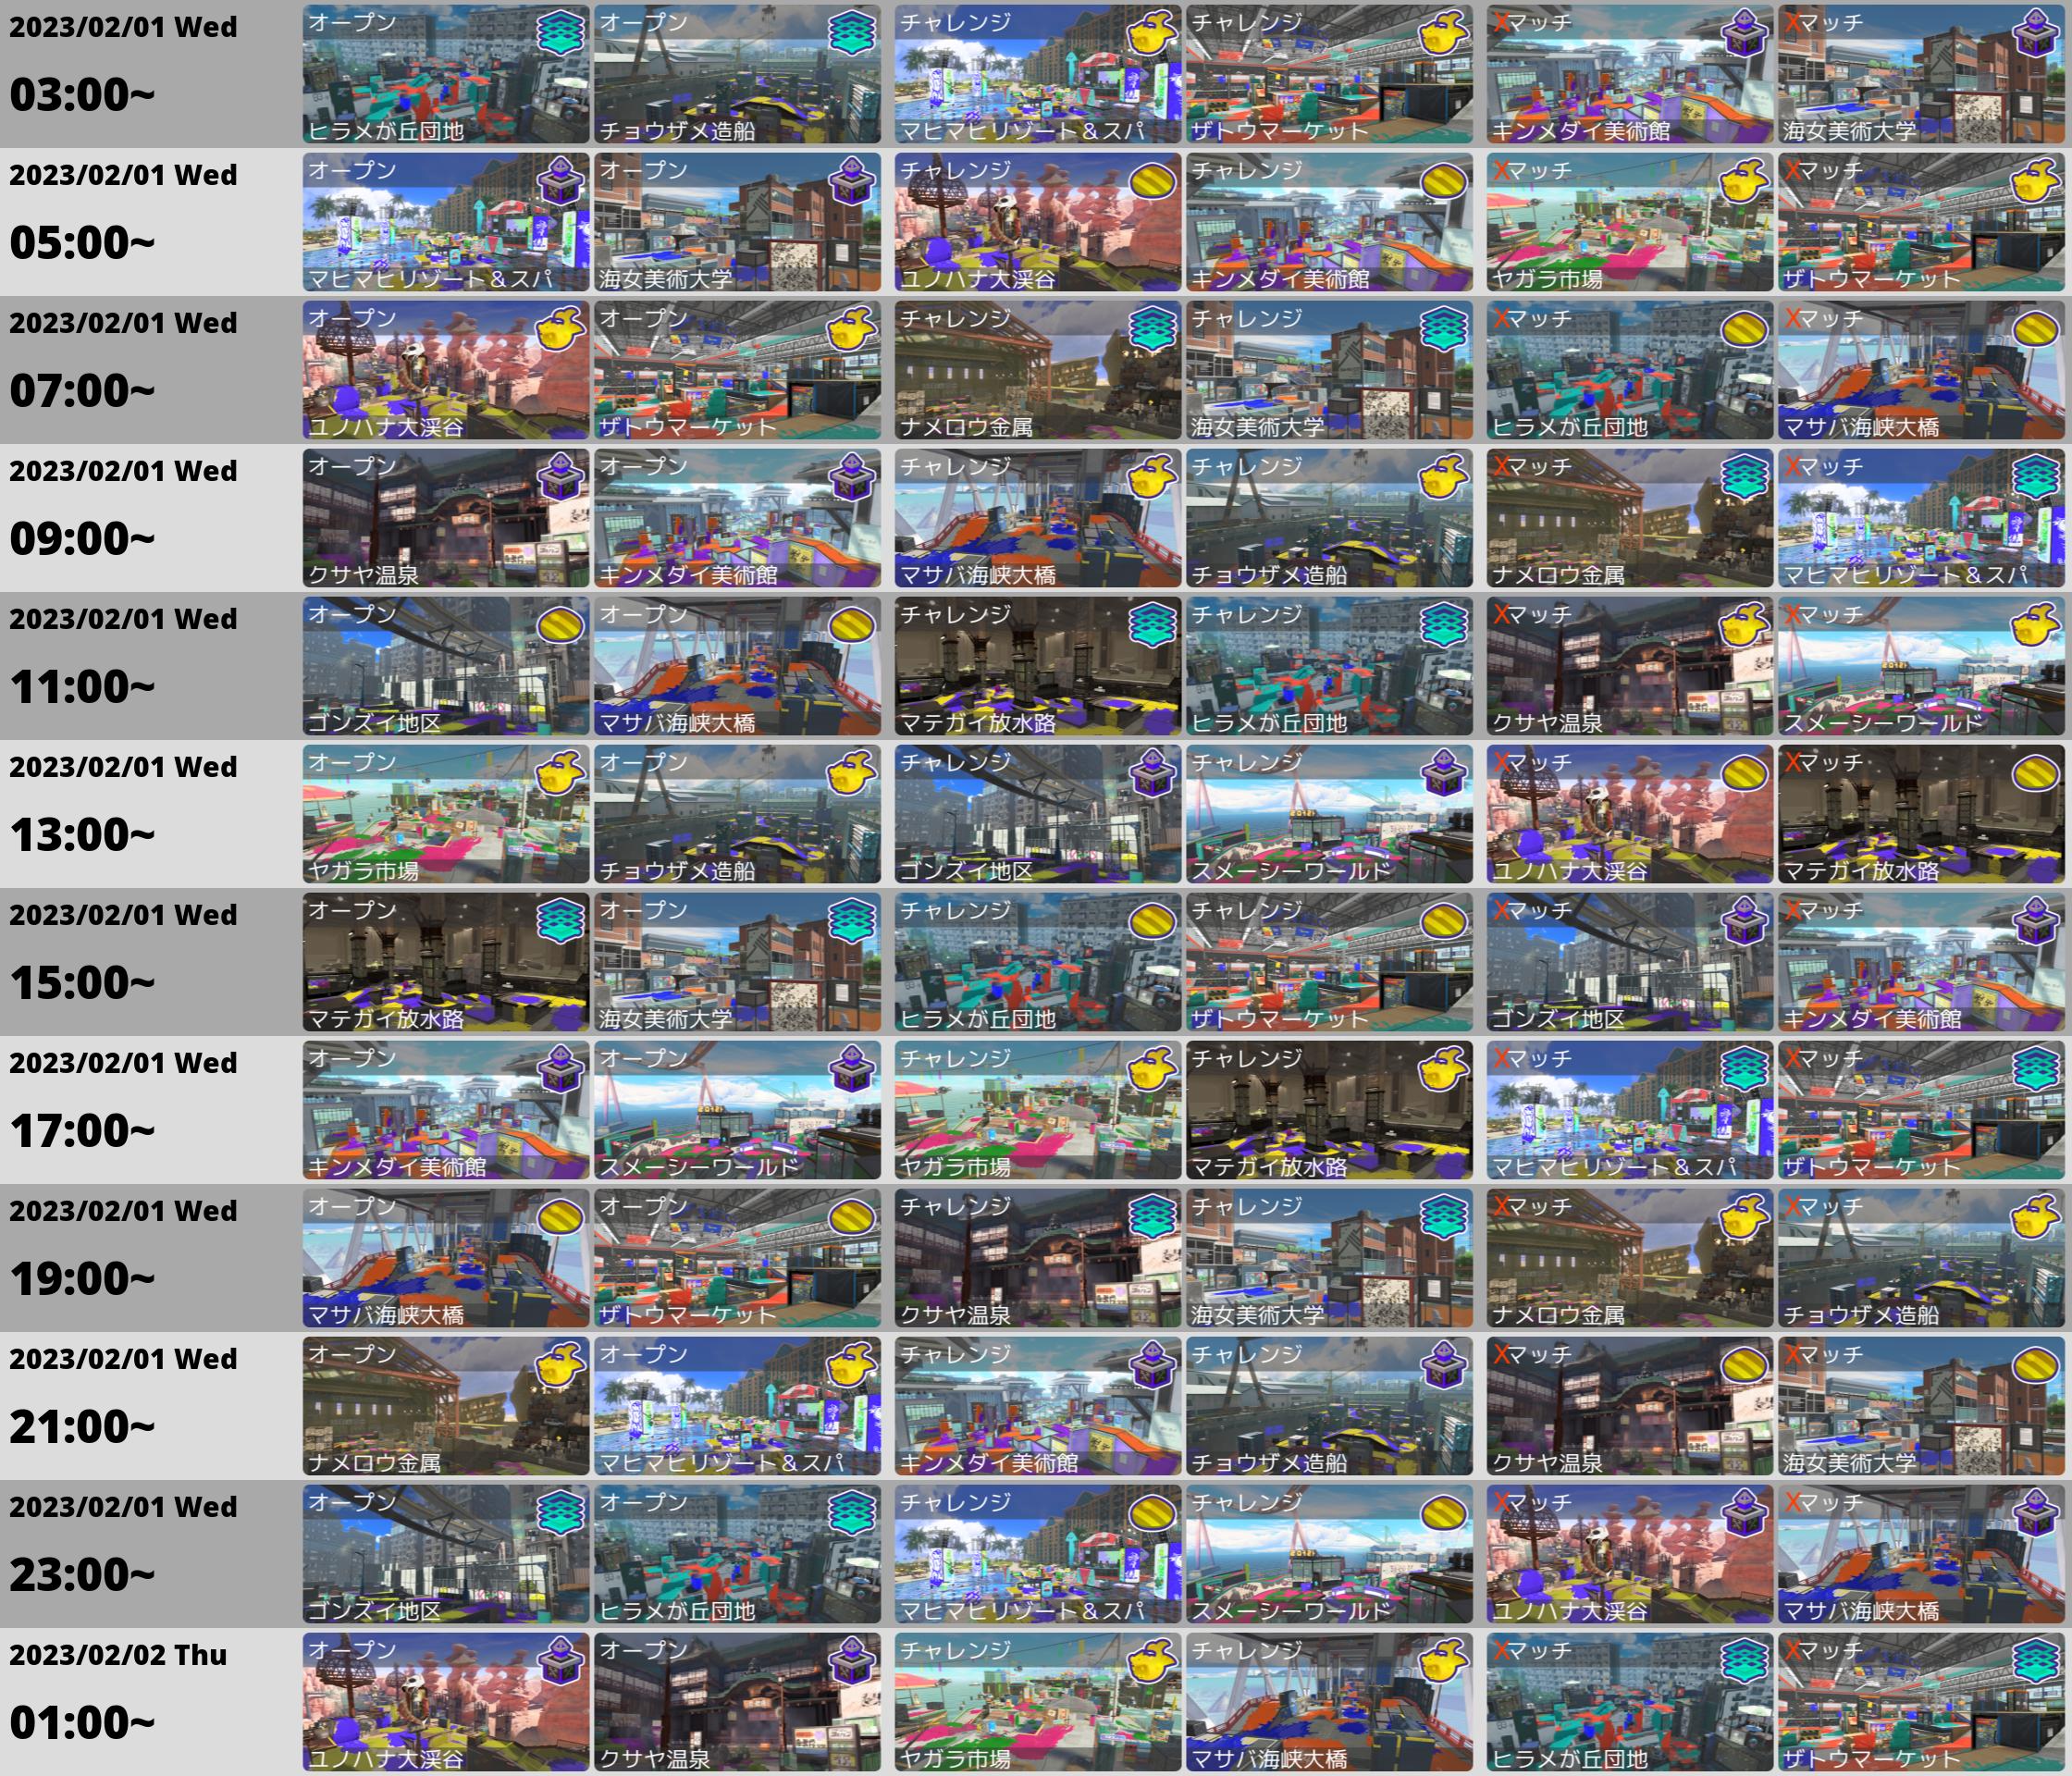 2023/02/01 Wed
03:00~
オープン
ヒラメが丘団地
オープン
チョウザメ造船
チャレンジ
マヒマヒリゾート＆スパ
チャレンジ
ザトウマーケット
Xマッチ
キンメダイ美術館
Xマッチ
海女美術大学
2023/02/01 Wed
05:00~
オープン
マヒマヒリゾート＆スパ
オープン
海女美術大学
チャレンジ
ユノハナ大渓谷
チャレンジ
キンメダイ美術館
Xマッチ
ヤガラ市場
Xマッチ
ザトウマーケット
2023/02/01 Wed
07:00~
オープン
ユノハナ大渓谷
オープン
ザトウマーケット
チャレンジ
ナメロウ金属
チャレンジ
海女美術大学
Xマッチ
ヒラメが丘団地
Xマッチ
マサバ海峡大橋
2023/02/01 Wed
09:00~
オープン
クサヤ温泉
オープン
キンメダイ美術館
チャレンジ
マサバ海峡大橋
チャレンジ
チョウザメ造船
Xマッチ
ナメロウ金属
Xマッチ
マヒマヒリゾート＆スパ
2023/02/01 Wed
11:00~
オープン
ゴンズイ地区
オープン
マサバ海峡大橋
チャレンジ
マテガイ放水路
チャレンジ
ヒラメが丘団地
Xマッチ
クサヤ温泉
Xマッチ
スメーシーワールド
2023/02/01 Wed
13:00~
オープン
ヤガラ市場
オープン
チョウザメ造船
チャレンジ
ゴンズイ地区
チャレンジ
スメーシーワールド
Xマッチ
ユノハナ大渓谷
Xマッチ
マテガイ放水路
2023/02/01 Wed
15:00~
オープン
マテガイ放水路
オープン
海女美術大学
チャレンジ
ヒラメが丘団地
チャレンジ
ザトウマーケット
Xマッチ
ゴンズイ地区
Xマッチ
キンメダイ美術館
2023/02/01 Wed
17:00~
オープン
キンメダイ美術館
オープン
スメーシーワールド
チャレンジ
ヤガラ市場
チャレンジ
マテガイ放水路
Xマッチ
マヒマヒリゾート＆スパ
Xマッチ
ザトウマーケット
2023/02/01 Wed
19:00~
オープン
マサバ海峡大橋
オープン
ザトウマーケット
チャレンジ
クサヤ温泉
チャレンジ
海女美術大学
Xマッチ
ナメロウ金属
Xマッチ
チョウザメ造船
2023/02/01 Wed
21:00~
オープン
ナメロウ金属
オープン
マヒマヒリゾート＆スパ
チャレンジ
キンメダイ美術館
チャレンジ
チョウザメ造船
Xマッチ
クサヤ温泉
Xマッチ
海女美術大学
2023/02/01 Wed
23:00~
オープン
ゴンズイ地区
オープン
ヒラメが丘団地
チャレンジ
マヒマヒリゾート＆スパ
チャレンジ
スメーシーワールド
Xマッチ
ユノハナ大渓谷
Xマッチ
マサバ海峡大橋
2023/02/02 Thu
01:00~
オープン
ユノハナ大渓谷
オープン
クサヤ温泉
チャレンジ
ヤガラ市場
チャレンジ
マサバ海峡大橋
Xマッチ
ヒラメが丘団地
Xマッチ
ザトウマーケット